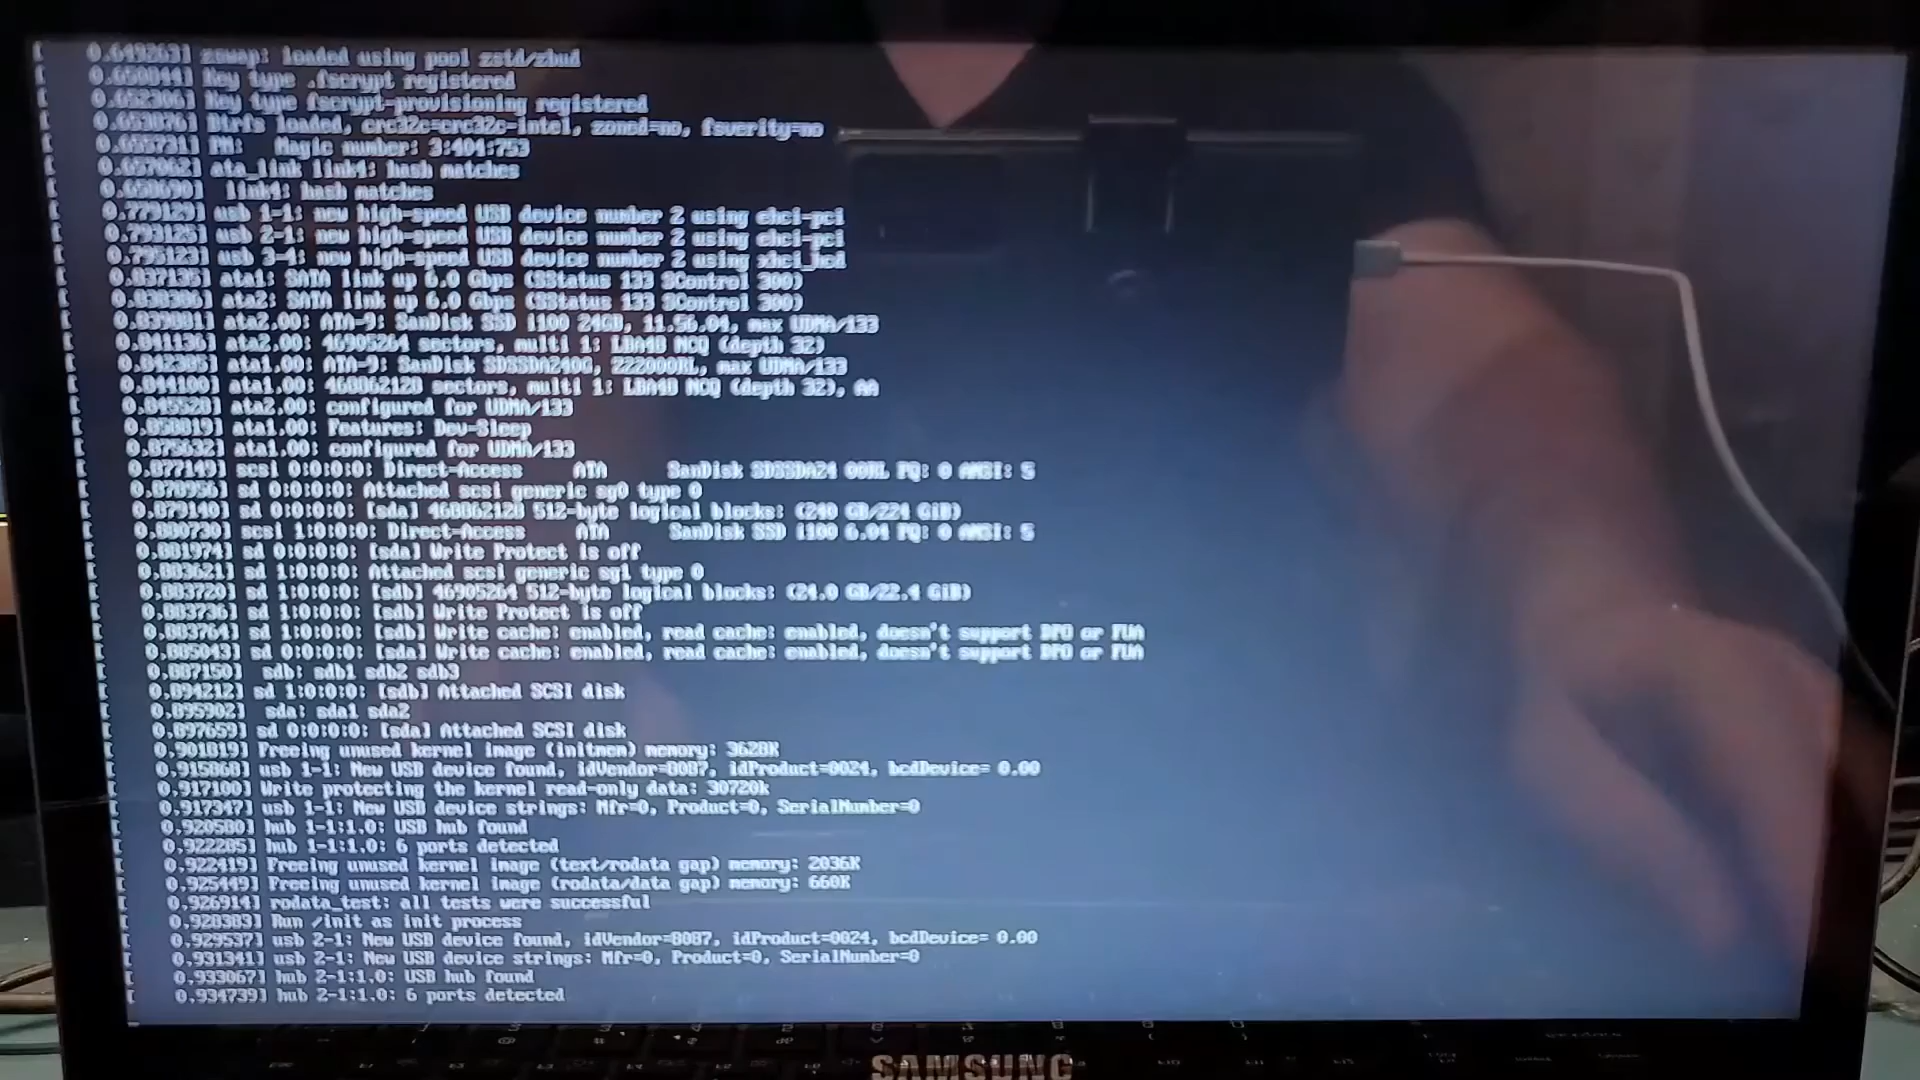 [    0.649263] zswap: loaded using pool zstd/zbud
[    0.650844] Key type .fscrypt registered
[    0.652306] Key type fscrypt-provisioning registered
[    0.653876] Btrfs loaded, crc32c=crc32c-intel, zoned=no, fsverity=no
[    0.655731] PM:   Magic number: 3:404:753
[    0.657062] ata_link link4: hash matches
[    0.658690]  link4: hash matches
[    0.779129] usb 1-1: new high-speed USB device number 2 using ehci-pci
[    0.793125] usb 2-1: new high-speed USB device number 2 using ehci-pci
[    0.795123] usb 3-4: new high-speed USB device number 2 using xhci_hcd
[    0.837135] ata1: SATA link up 6.0 Gbps (SStatus 133 SControl 300)
[    0.838386] ata2: SATA link up 6.0 Gbps (SStatus 133 SControl 300)
[    0.839881] ata2.00: ATA-9: SanDisk SSD i100 24GB, 11.56.04, max UDMA/133
[    0.841136] ata2.00: 46905264 sectors, multi 1: LBA48 NCQ (depth 32)
[    0.842385] ata1.00: ATA-9: SanDisk SDSSDA240G, Z22000RL, max UDMA/133
[    0.844100] ata1.00: 468862128 sectors, multi 1: LBA48 NCQ (depth 32), AA
[    0.845528] ata2.00: configured for UDMA/133
[    0.850819] ata1.00: Features: Dev-Sleep
[    0.875632] ata1.00: configured for UDMA/133
[    0.877149] scsi 0:0:0:0: Direct-Access     ATA      SanDisk SDSSDA24 00RL PQ: 0 ANSI: 5
[    0.878956] sd 0:0:0:0: Attached scsi generic sg0 type 0
[    0.879140] sd 0:0:0:0: [sda] 468862128 512-byte logical blocks: (240 GB/224 GiB)
[    0.880730] scsi 1:0:0:0: Direct-Access     ATA      SanDisk SSD i100 6.04 PQ: 0 ANSI: 5
[    0.881974] sd 0:0:0:0: [sda] Write Protect is off
[    0.883621] sd 1:0:0:0: Attached scsi generic sg1 type 0
[    0.883720] sd 1:0:0:0: [sdb] 46905264 512-byte logical blocks: (24.0 GB/22.4 GiB)
[    0.883736] sd 1:0:0:0: [sdb] Write Protect is off
[    0.883764] sd 1:0:0:0: [sdb] Write cache: enabled, read cache: enabled, doesn't support DPO or FUA
[    0.885043] sd 0:0:0:0: [sda] Write cache: enabled, read cache: enabled, doesn't support DPO or FUA
[    0.887150]  sdb: sdb1 sdb2 sdb3
[    0.894212] sd 1:0:0:0: [sdb] Attached SCSI disk
[    0.895902]  sda: sda1 sda2
[    0.897659] sd 0:0:0:0: [sda] Attached SCSI disk
[    0.901819] Freeing unused kernel image (initmem) memory: 3628K
[    0.915868] usb 1-1: New USB device found, idVendor=8087, idProduct=0024, bcdDevice= 0.00
[    0.917100] Write protecting the kernel read-only data: 30720k
[    0.917347] usb 1-1: New USB device strings: Mfr=0, Product=0, SerialNumber=0
[    0.920580] hub 1-1:1.0: USB hub found
[    0.922285] hub 1-1:1.0: 6 ports detected
[    0.922419] Freeing unused kernel image (text/rodata gap) memory: 2036K
[    0.925449] Freeing unused kernel image (rodata/data gap) memory: 660K
[    0.926914] rodata_test: all tests were successful
[    0.928383] Run /init as init process
[    0.929537] usb 2-1: New USB device found, idVendor=8087, idProduct=0024, bcdDevice= 0.00
[    0.931341] usb 2-1: New USB device strings: Mfr=0, Product=0, SerialNumber=0
[    0.933067] hub 2-1:1.0: USB hub found
[    0.934739] hub 2-1:1.0: 6 ports detected
SAMSUNG